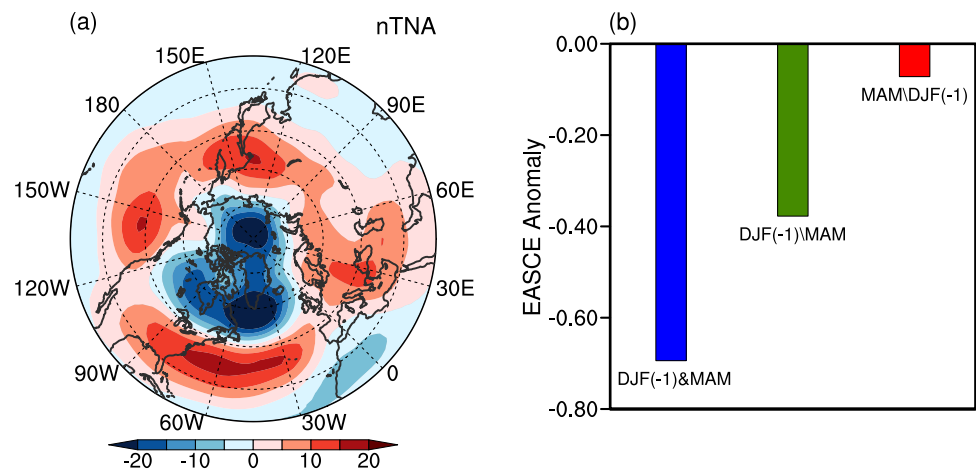 (a)
nTNA
150E
120E
180
90E
150W
60E
120W
30E
90W
0
60W
30W
-20
-10
0
10
20
(b)
EASCE Anomaly
0.00
-0.20
-0.40
-0.60
-0.80
MAM\DJF(-1)
DJF(-1)\MAM
DJF(-1)&MAM